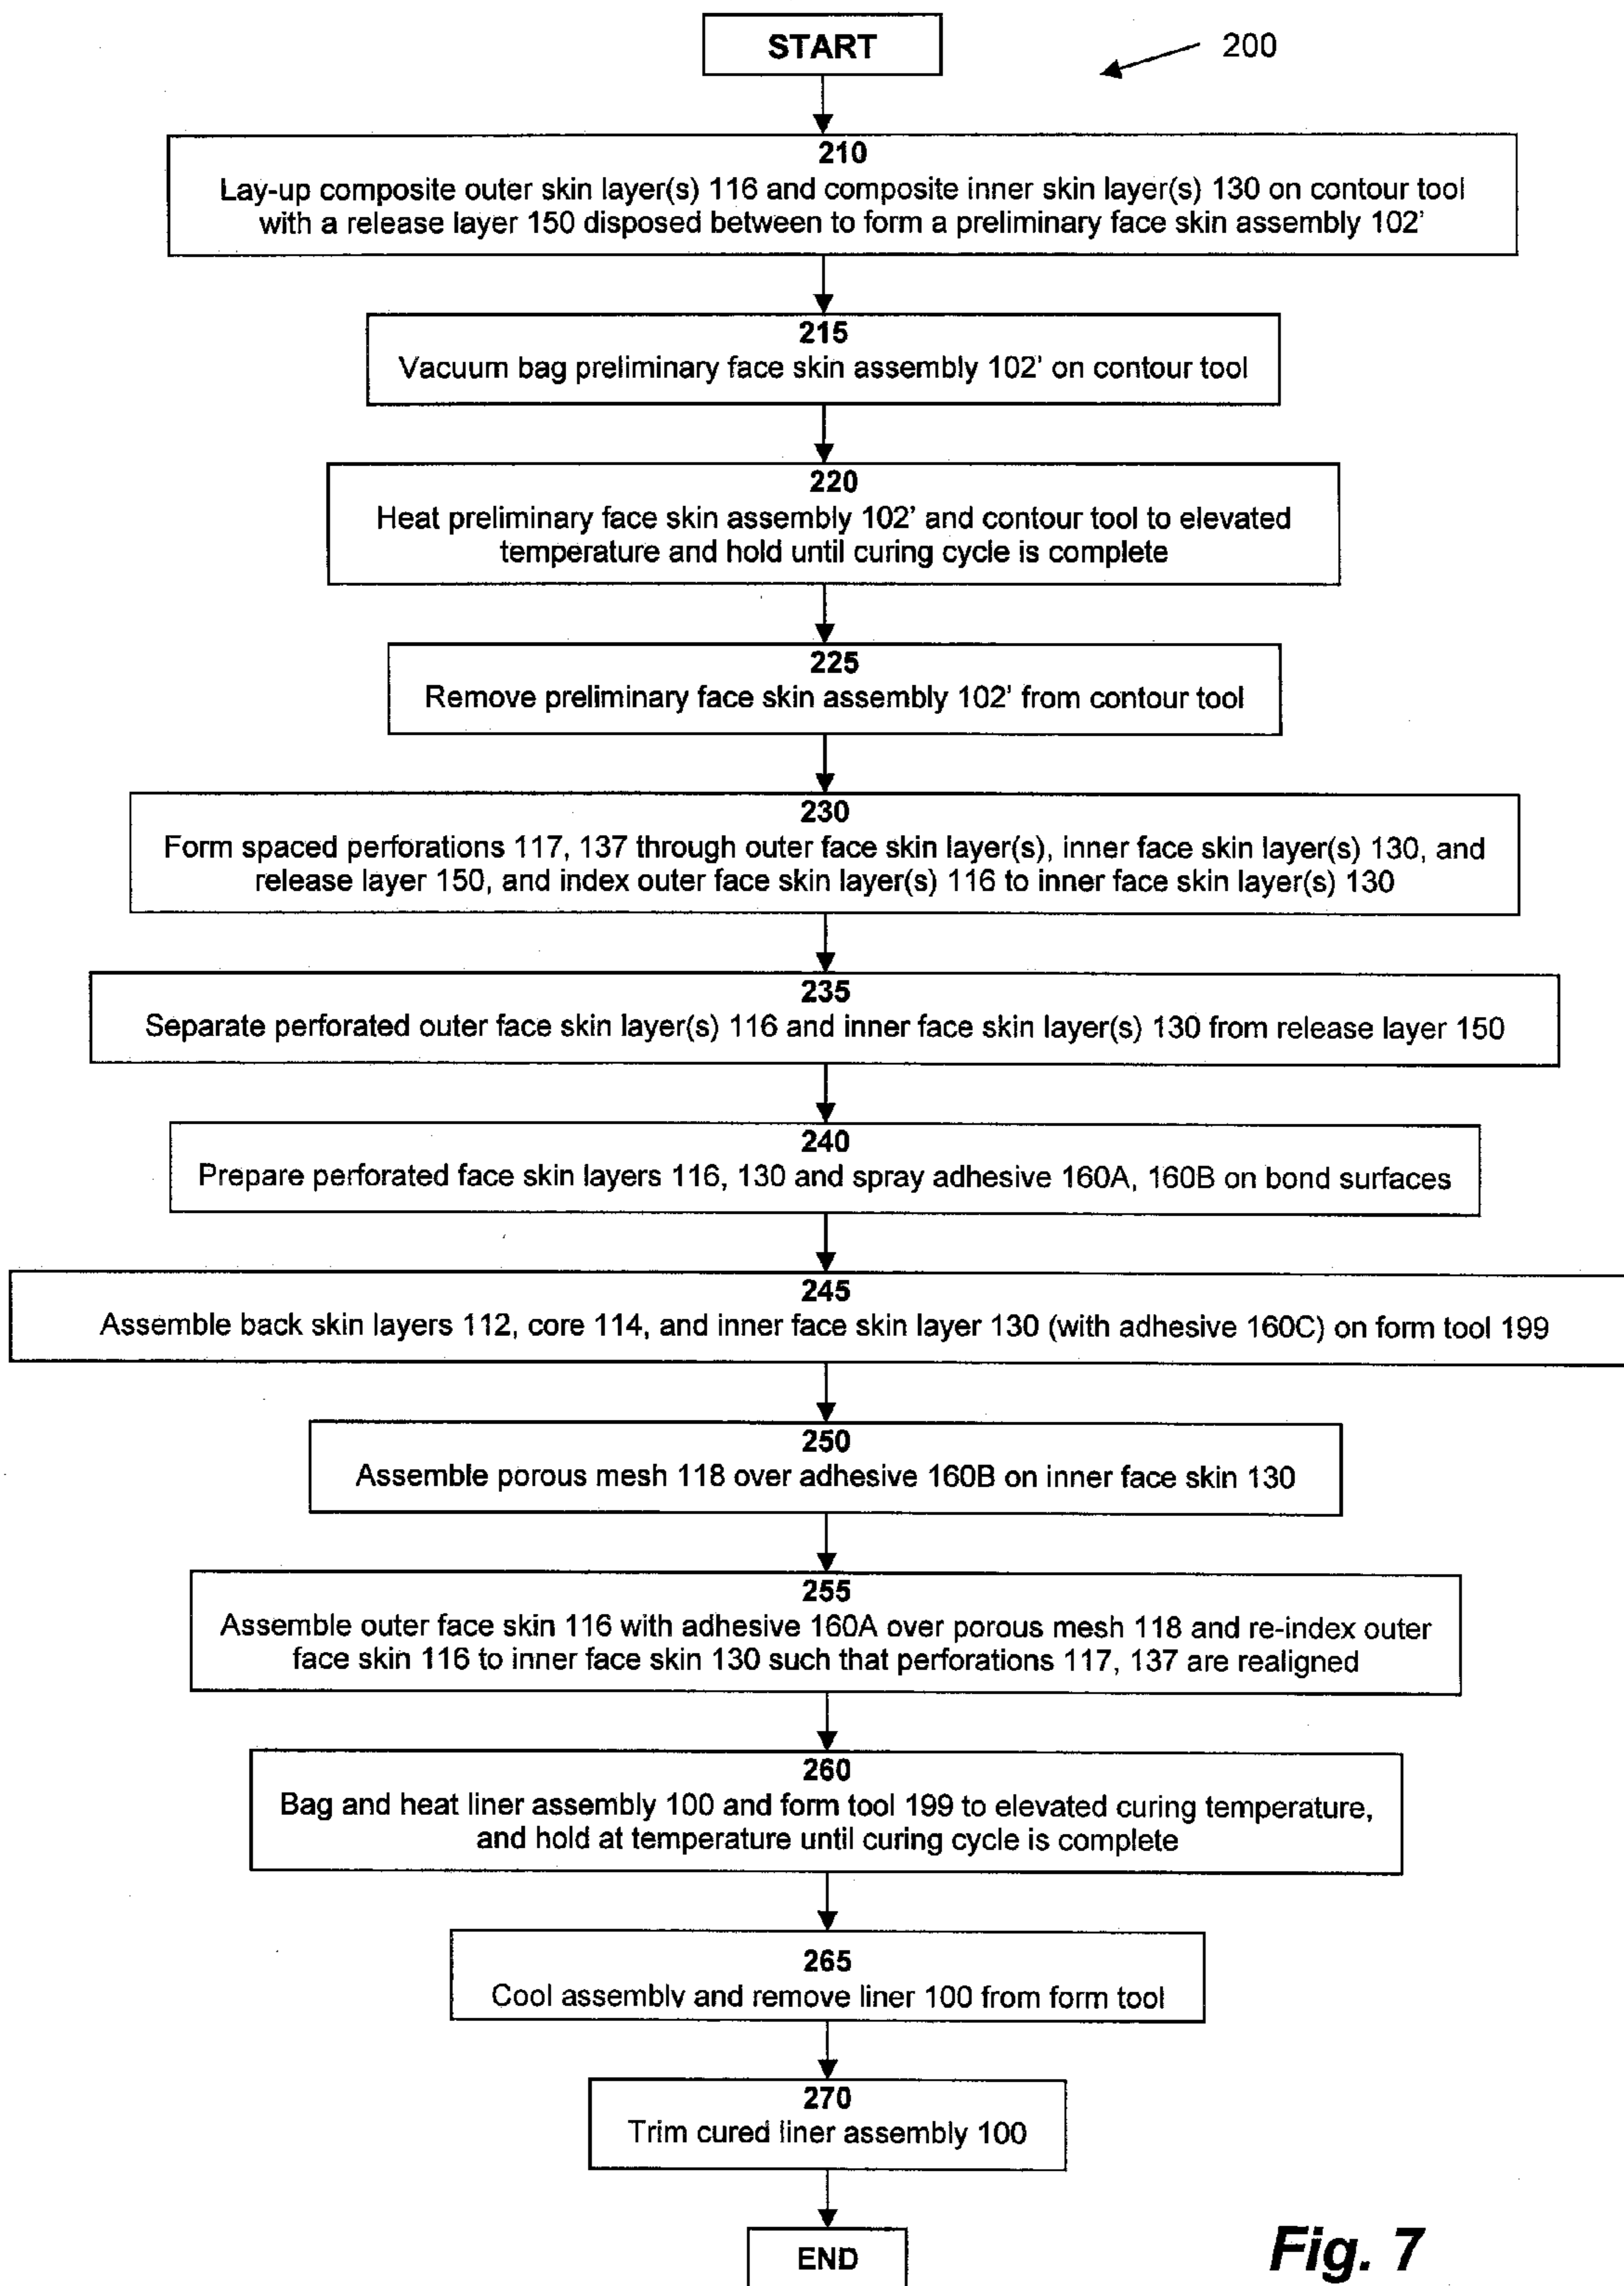 START
200
210
Lay-up composite outer skin layer(s) 116 and composite inner skin layer(s) 130 on contour tool
with a release layer 150 disposed between to form a preliminary face skin assembly 102'
215
Vacuum bag preliminary face skin assembly 102' on contour tool
220
Heat preliminary face skin assembly 102' and contour tool to elevated
temperature and hold until curing cycle is complete
225
Remove preliminary face skin assembly 102' from contour tool
230
Form spaced perforations 117, 137 through outer face skin layer(s), inner face skin layer(s) 130, and
release layer 150, and index outer face skin layer(s) 116 to inner face skin layer(s) 130
235
Separate perforated outer face skin layer(s) 116 and inner face skin layer(s) 130 from release layer 150
240
Prepare perforated face skin layers 116, 130 and spray adhesive 160A, 160B on bond surfaces
245
Assemble back skin layers 112, core 114, and inner face skin layer 130 (with adhesive 160C) on form tool 199
250
Assemble porous mesh 118 over adhesive 160B on inner face skin 130
255
Assemble outer face skin 116 with adhesive 160A over porous mesh 118 and re-index outer
face skin 116 to inner face skin 130 such that perforations 117, 137 are realigned
260
Bag and heat liner assembly 100 and form tool 199 to elevated curing temperature,
and hold at temperature until curing cycle is complete
265
Cool assembly and remove liner 100 from form tool
270
Trim cured liner assembly 100
END
Fig. 7